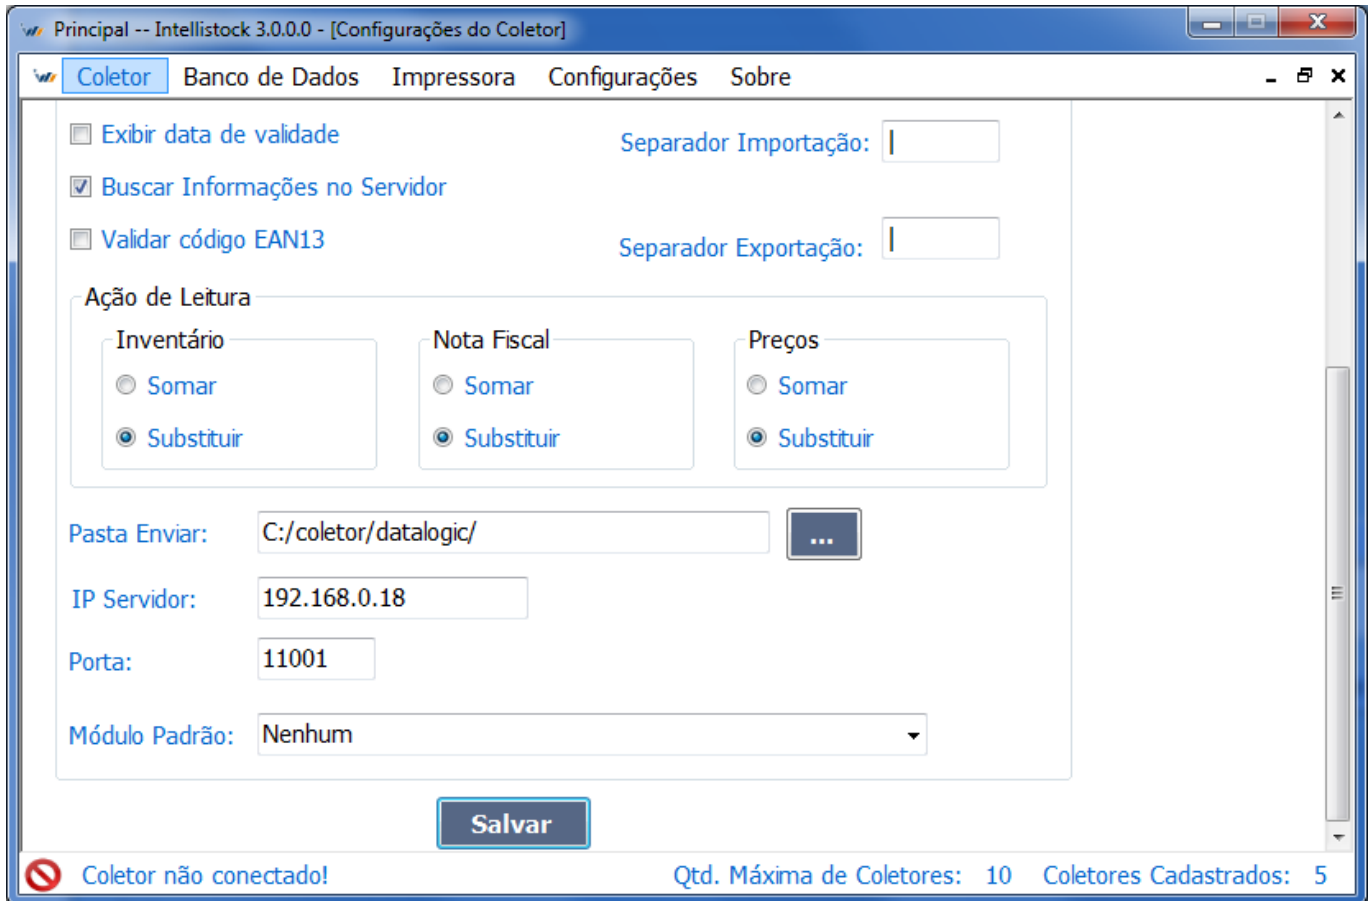 Principal -- Intellistock 3.0.0.0 - [Configurações do Coletor]
Coletor Banco de Dados Impressora Configurações Sobre
Exibir data de validade
Separador Importação: |
Buscar Informações no Servidor
Validar código EAN13
Separador Exportação: |
Ação de Leitura
Inventário Nota Fiscal Preços
Somar Somar Somar
Substituir Substituir Substituir
Pasta Enviar: C:/coletor/datalogic/ ...
IP Servidor: 192.168.0.18
Porta: 11001
Módulo Padrão: Nenhum
Salvar
Coletor não conectado! Qtd. Máxima de Coletores: 10 Coletores Cadastrados: 5